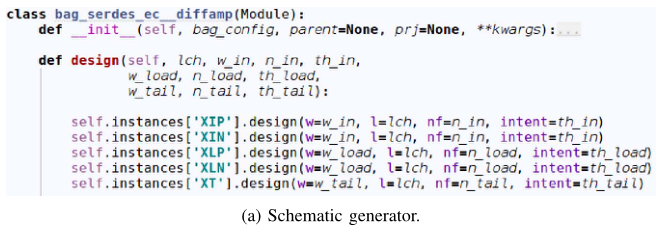 class bag_serdes_ec__diffamp(Module):
    def __init__(self, bag_config, parent=None, prj=None, **kwargs):...
    def design(self, lch, w_in, n_in, th_in,
               w_load, n_load, th_load,
               w_tail, n_tail, th_tail):
        self.instances['XIP'].design(w=w_in, l=lch, nf=n_in, intent=th_in)
        self.instances['XIN'].design(w=w_in, l=lch, nf=n_in, intent=th_in)
        self.instances['XLP'].design(w=w_load, l=lch, nf=n_load, intent=th_load)
        self.instances['XLN'].design(w=w_load, l=lch, nf=n_load, intent=th_load)
        self.instances['XT'].design(w=w_tail, l=lch, nf=n_tail, intent=th_tail)
(a) Schematic generator.